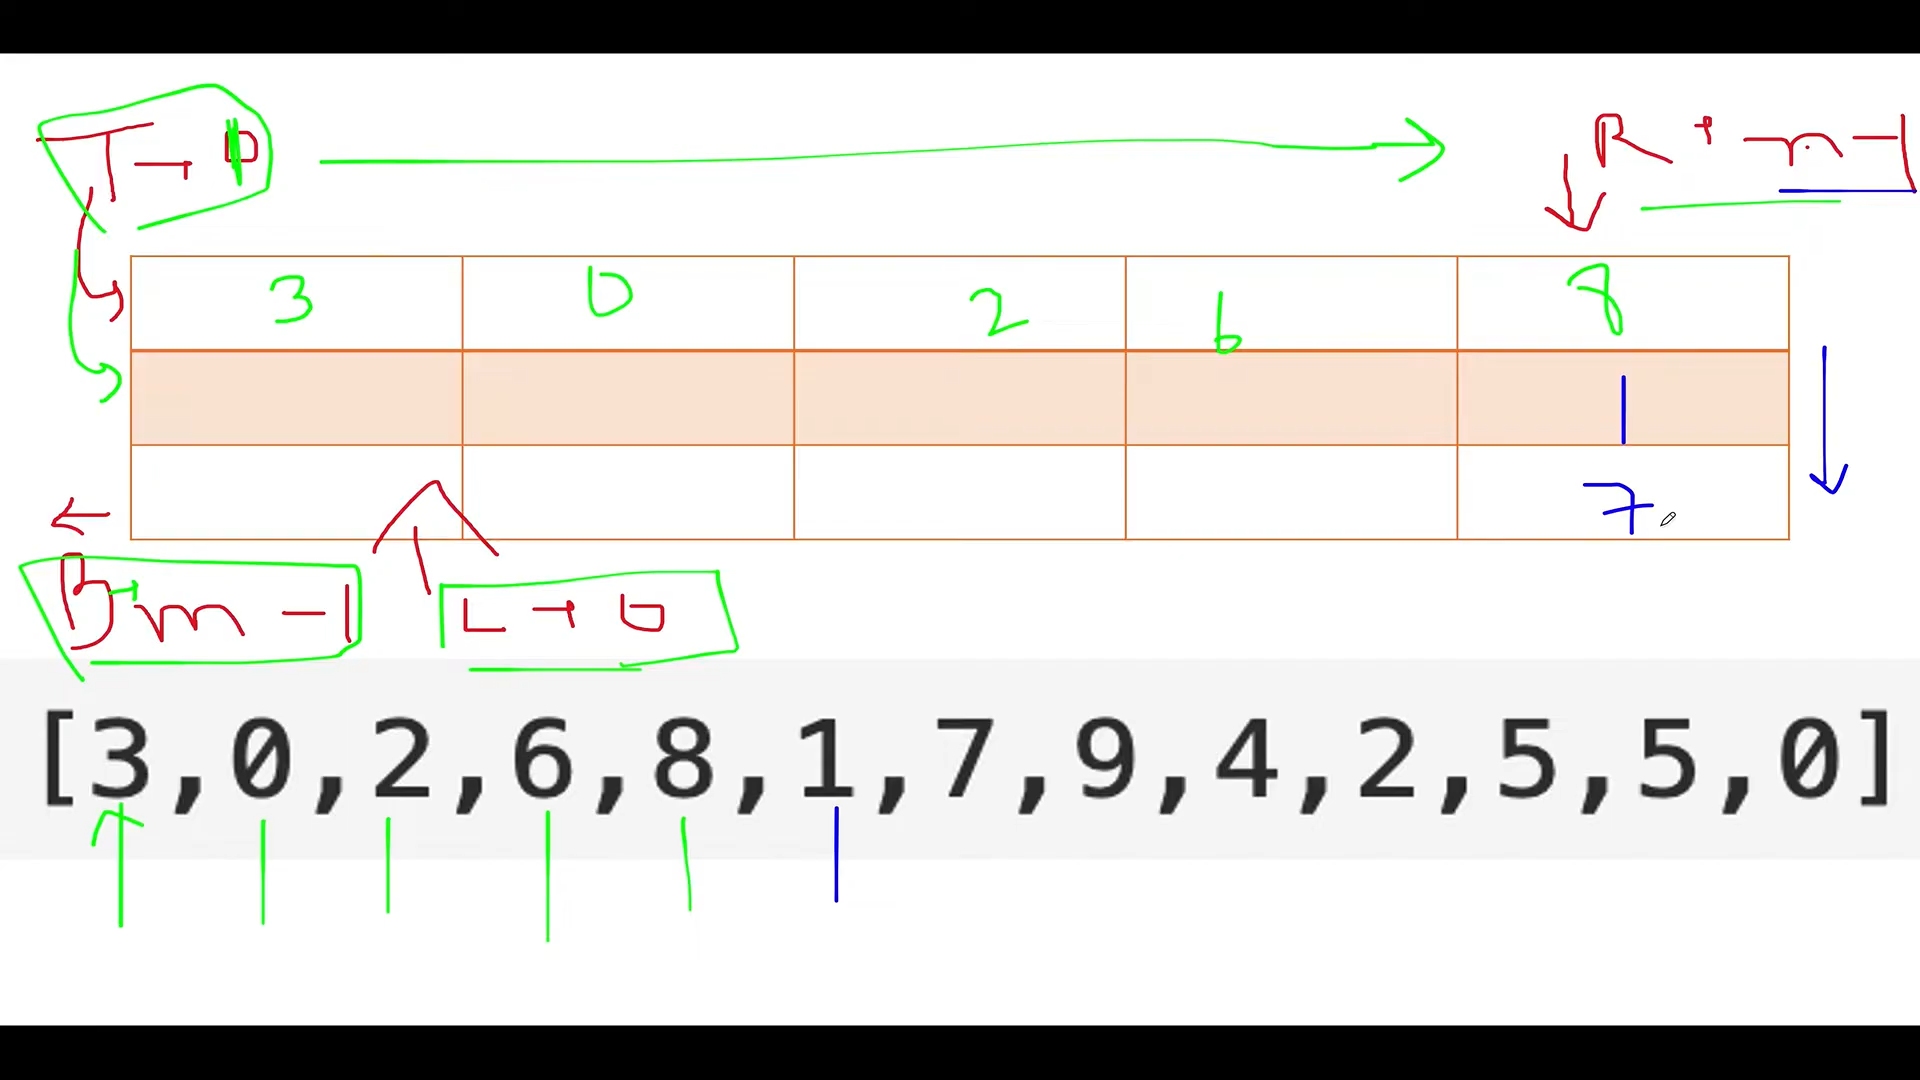 T → 0
R → n - 1
3 0 2 6 8
1
7
B → m - 1 L → 0
[3,0,2,6,8,1,7,9,4,2,5,5,0]